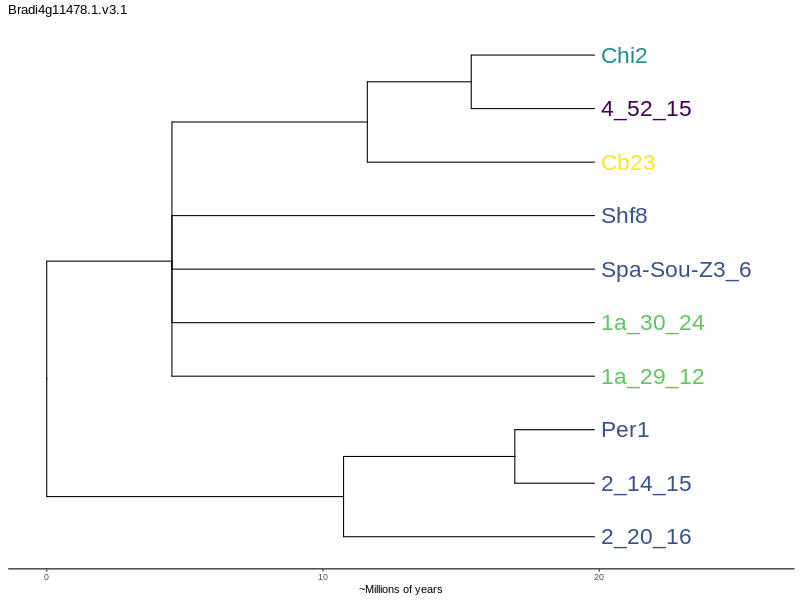 Bradi4g11478.1.v3.1
Chi2
4_52_15
Cb23
Shf8
Spa-Sou-Z3_6
1a_30_24
1a_29_12
Per1
2_14_15
2_20_16
0 10 20
~Millions of years